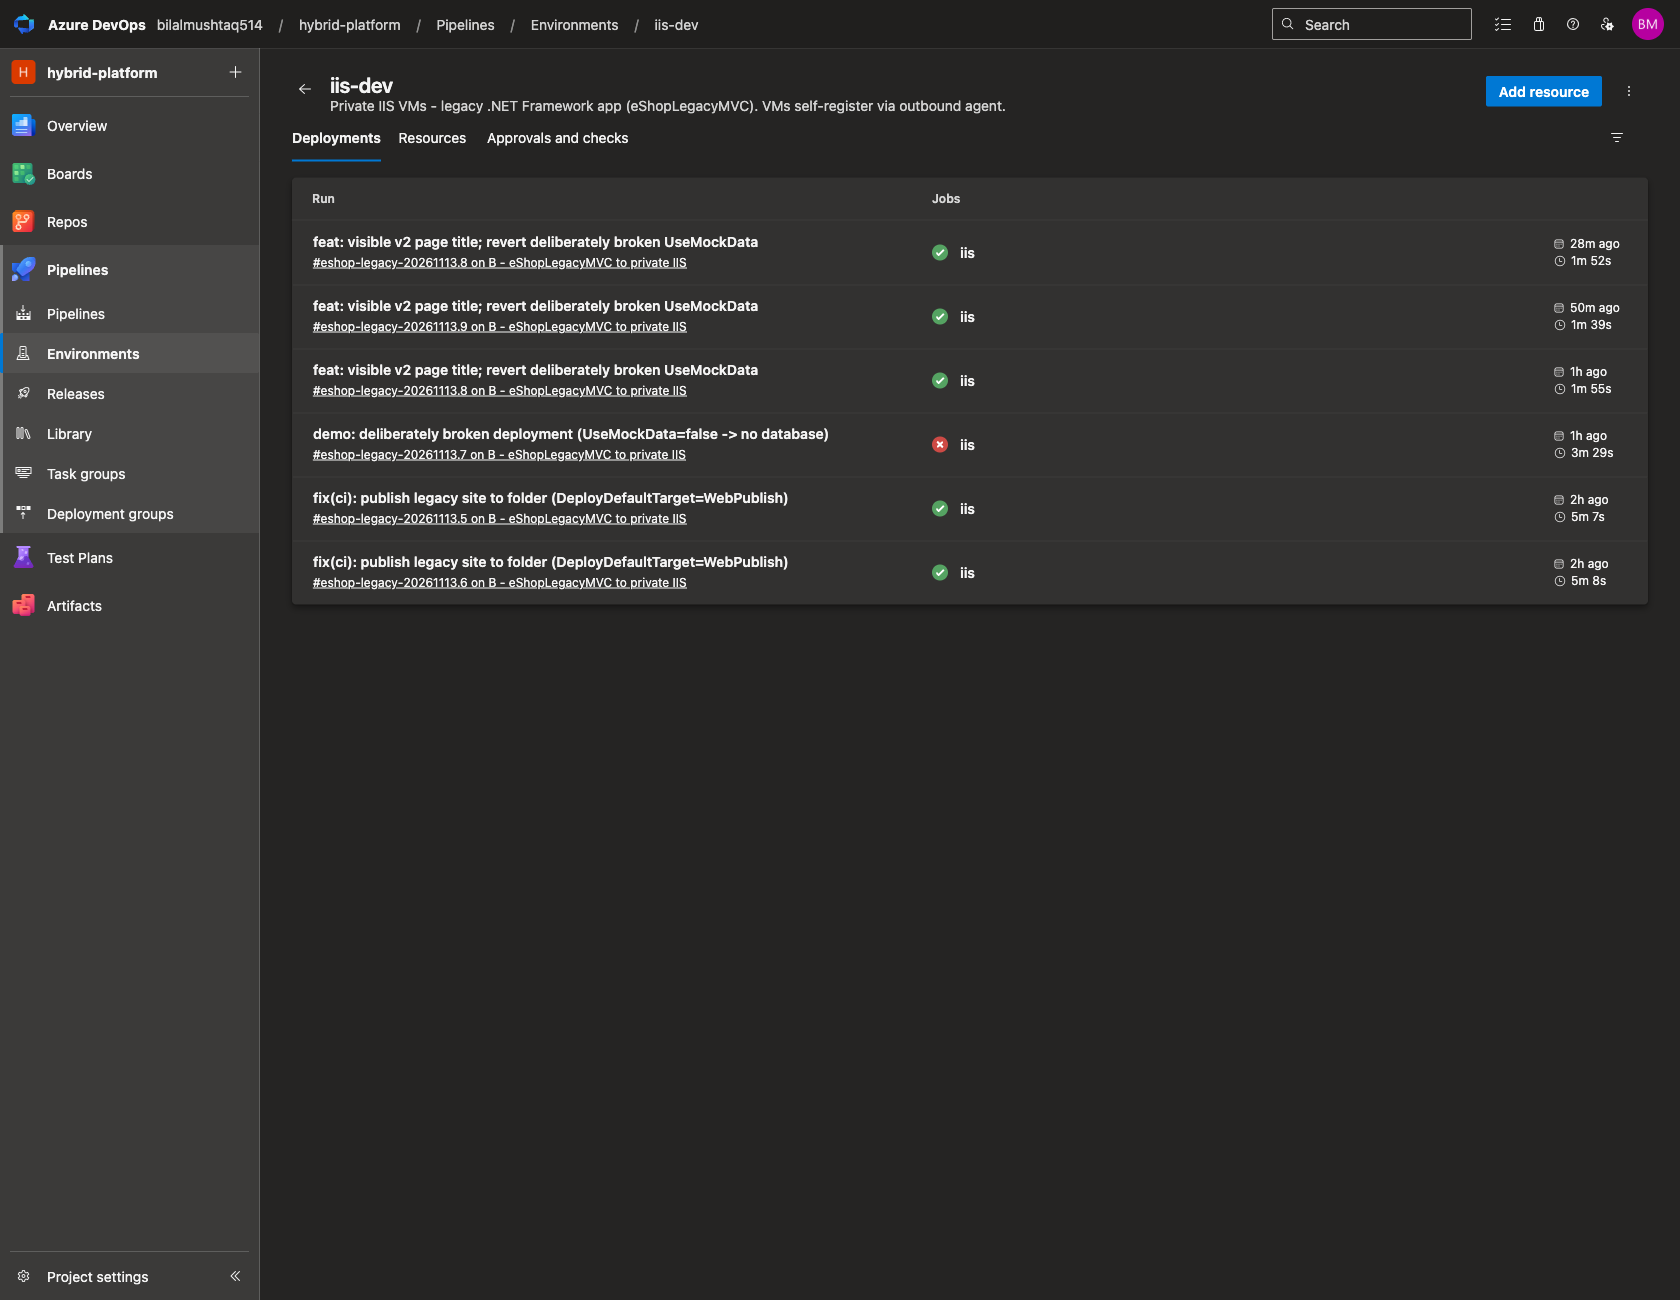 Azure DevOps bilalmushtaq514 / hybrid-platform / Pipelines / Environments / iis-dev
Search
BM
H hybrid-platform
Overview
Boards
Repos
Pipelines
Pipelines
Environments
Releases
Library
Task groups
Deployment groups
Test Plans
Artifacts
Project settings
iis-dev
Private IIS VMs - legacy .NET Framework app (eShopLegacyMVC). VMs self-register via outbound agent.
Add resource
Deployments Resources Approvals and checks
Run Jobs
feat: visible v2 page title; revert deliberately broken UseMockData
#eshop-legacy-20261113.8 on B - eShopLegacyMVC to private IIS
iis
28m ago
1m 52s
feat: visible v2 page title; revert deliberately broken UseMockData
#eshop-legacy-20261113.9 on B - eShopLegacyMVC to private IIS
iis
50m ago
1m 39s
feat: visible v2 page title; revert deliberately broken UseMockData
#eshop-legacy-20261113.8 on B - eShopLegacyMVC to private IIS
iis
1h ago
1m 55s
demo: deliberately broken deployment (UseMockData=false -> no database)
#eshop-legacy-20261113.7 on B - eShopLegacyMVC to private IIS
iis
1h ago
3m 29s
fix(ci): publish legacy site to folder (DeployDefaultTarget=WebPublish)
#eshop-legacy-20261113.5 on B - eShopLegacyMVC to private IIS
iis
2h ago
5m 7s
fix(ci): publish legacy site to folder (DeployDefaultTarget=WebPublish)
#eshop-legacy-20261113.6 on B - eShopLegacyMVC to private IIS
iis
2h ago
5m 8s